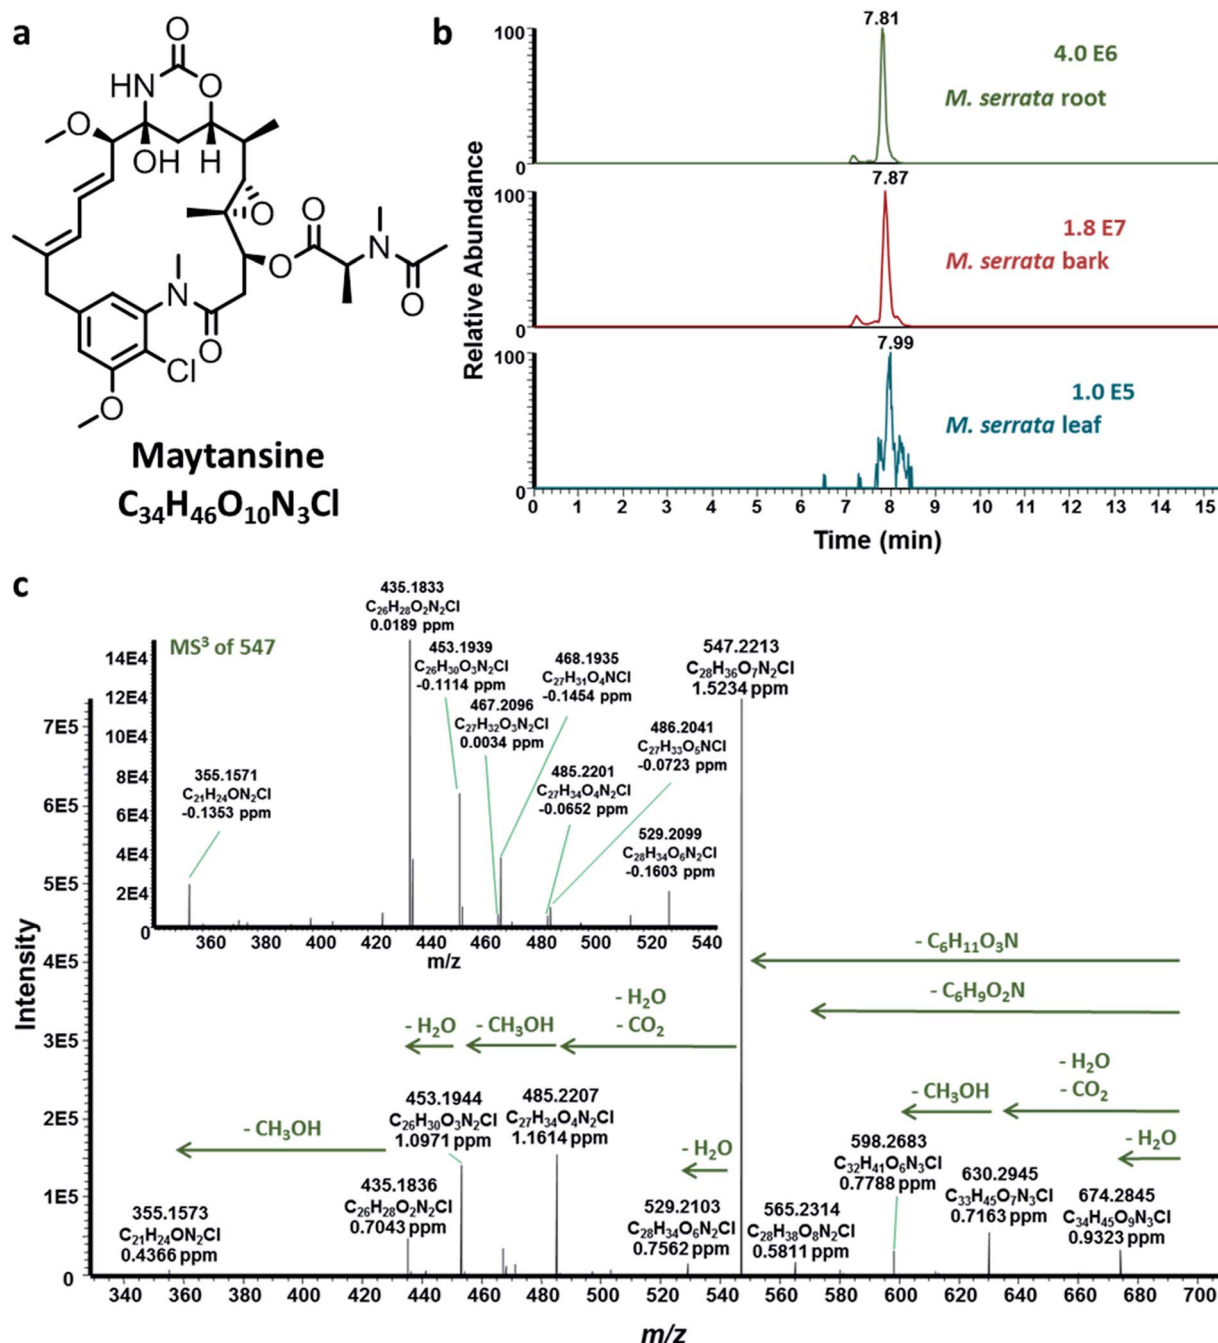 a
O
HN
O
O
OH
H
O
O
O
N
O
N
O
O
Cl
O
Maytansine
C₃₄H₄₆O₁₀N₃Cl
b
Relative Abundance
100
0
7.81
4.0 E6
M. serrata root
100
0
7.87
1.8 E7
M. serrata bark
100
0
7.99
1.0 E5
M. serrata leaf
0 1 2 3 4 5 6 7 8 9 10 11 12 13 14 15
Time (min)
c
MS³ of 547
14E4
12E4
10E4
8E4
6E4
4E4
2E4
0
360 380 400 420 440 460 480 500 520 540
m/z
355.1571
C₂₁H₂₄ON₂Cl
-0.1353 ppm
435.1833
C₂₆H₂₈O₂N₂Cl
0.0189 ppm
453.1939
C₂₆H₃₀O₃N₂Cl
-0.1114 ppm
467.2096
C₂₇H₃₂O₃N₂Cl
0.0034 ppm
468.1935
C₂₇H₃₁O₄NCl
-0.1454 ppm
485.2201
C₂₇H₃₄O₄N₂Cl
-0.0652 ppm
486.2041
C₂₇H₃₃O₅NCl
-0.0723 ppm
529.2099
C₂₈H₃₄O₆N₂Cl
-0.1603 ppm
547.2213
C₂₈H₃₆O₇N₂Cl
1.5234 ppm
Intensity
7E5
6E5
5E5
4E5
3E5
2E5
1E5
0
- C₆H₁₁O₃N
- C₆H₉O₂N
- H₂O
- CH₃OH
- H₂O
- CO₂
- CH₃OH
- H₂O
- CO₂
- CH₃OH
- H₂O
- H₂O
355.1573
C₂₁H₂₄ON₂Cl
0.4366 ppm
435.1836
C₂₆H₂₈O₂N₂Cl
0.7043 ppm
453.1944
C₂₆H₃₀O₃N₂Cl
1.0971 ppm
485.2207
C₂₇H₃₄O₄N₂Cl
1.1614 ppm
529.2103
C₂₈H₃₄O₆N₂Cl
0.7562 ppm
565.2314
C₂₈H₃₈O₈N₂Cl
0.5811 ppm
598.2683
C₃₂H₄₁O₆N₃Cl
0.7788 ppm
630.2945
C₃₃H₄₅O₇N₃Cl
0.7163 ppm
674.2845
C₃₄H₄₅O₉N₃Cl
0.9323 ppm
340 360 380 400 420 440 460 480 500 520 540 560 580 600 620 640 660 680 700
m/z